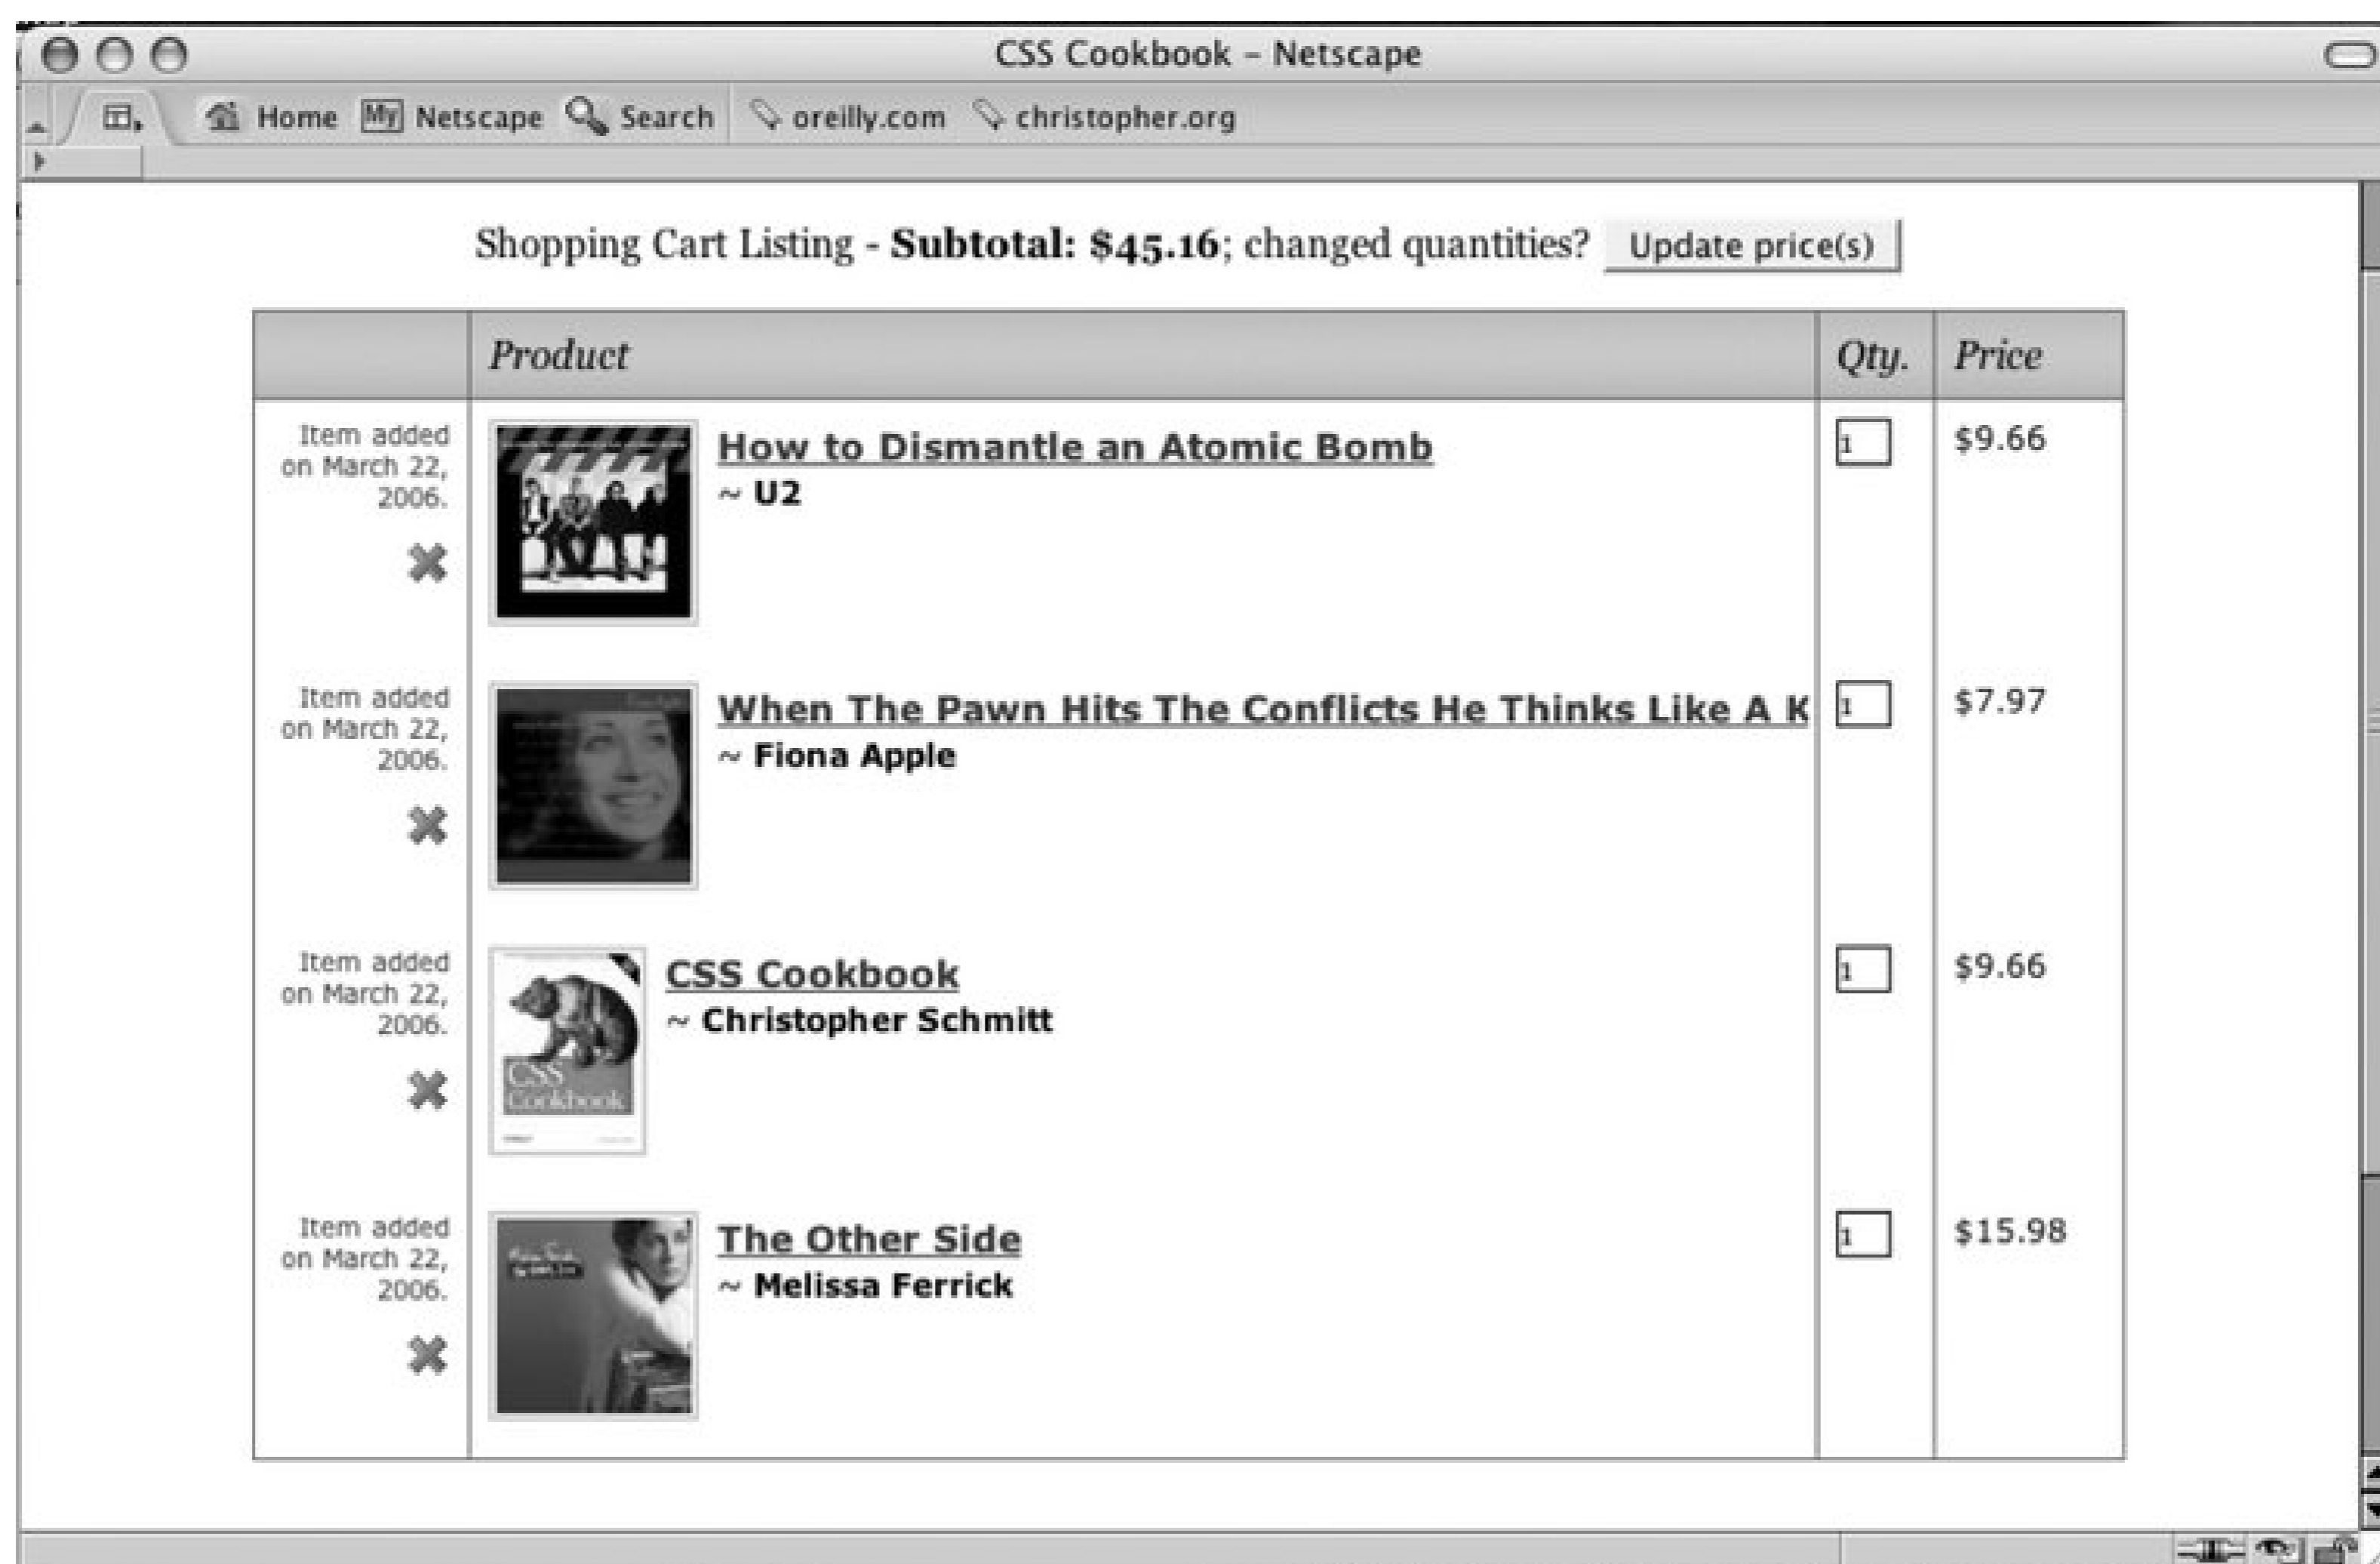 CSS Cookbook – Netscape
Home My Netscape Search oreilly.com christopher.org
Shopping Cart Listing - Subtotal: $45.16; changed quantities? Update price(s)
Product Qty. Price
Item added
on March 22,
2006.
How to Dismantle an Atomic Bomb
~ U2
1 $9.66
Item added
on March 22,
2006.
When The Pawn Hits The Conflicts He Thinks Like A K
~ Fiona Apple
1 $7.97
Item added
on March 22,
2006.
CSS
Cookbook
CSS Cookbook
~ Christopher Schmitt
1 $9.66
Item added
on March 22,
2006.
The Other Side
~ Melissa Ferrick
1 $15.98